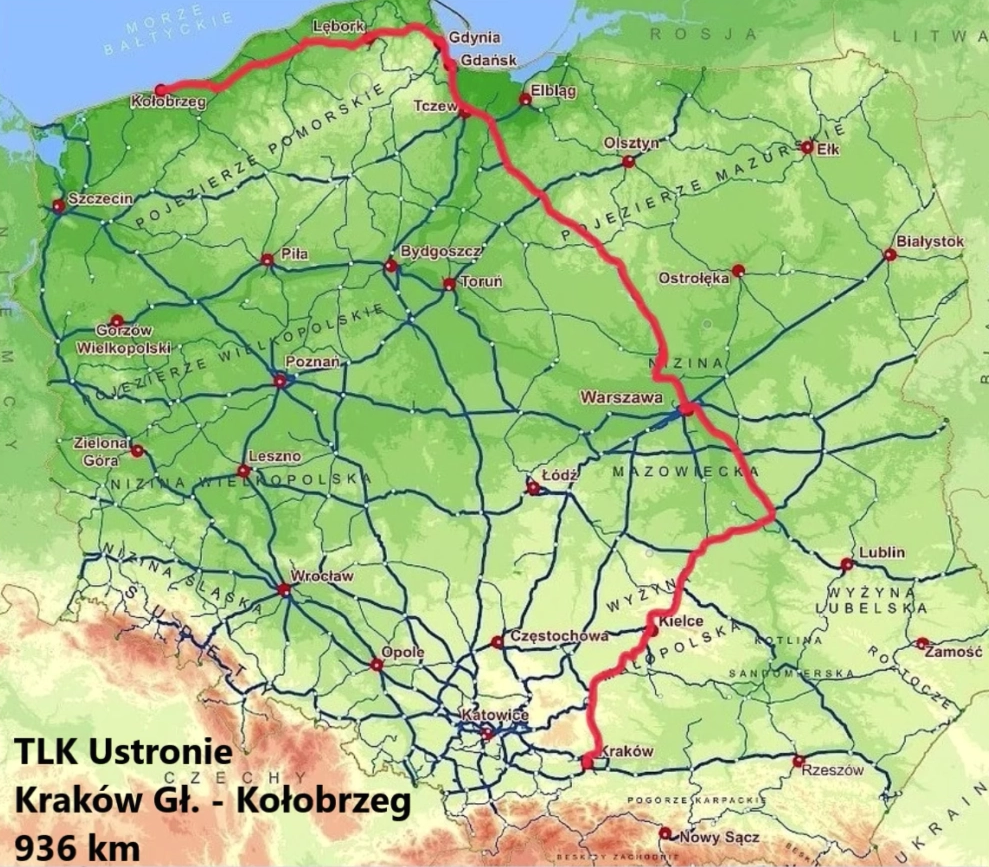 MORZE
BAŁTYCKIE
ROSJA
LITWA
Lębork
Gdynia
Gdańsk
Kołobrzeg
Tczew
Elbląg
POJEZIERZE POMORSKIE
Olsztyn
Ełk
POJEZIERZE MAZURSKIE
Szczecin
Białystok
Piła
Bydgoszcz
Toruń
Ostrołęka
Gorzów
Wielkopolski
POJEZIERZE WIELKOPOLSKIE
Poznań
NIZINA
Warszawa
Zielona
Góra
Leszno
NIZINA WIELKOPOLSKA
Łódź
MAZOWIECKA
Lublin
NIZINA ŚLĄSKA
Wrocław
WYŻYNA
WYŻYNA
LUBELSKA
SUDETY
Kielce
MAŁOPOLSKA
Częstochowa
KOTLINA
Opole
Zamość
SANDOMIERSKA
ROZTOCZE
Katowice
TLK Ustronie
Kraków
Rzeszów
CZECHY
Kraków Gł. - Kołobrzeg
POGÓRZE KARPACKIE
936 km
Nowy Sącz
BESKIDY ZACHODNIE
UKRAIN